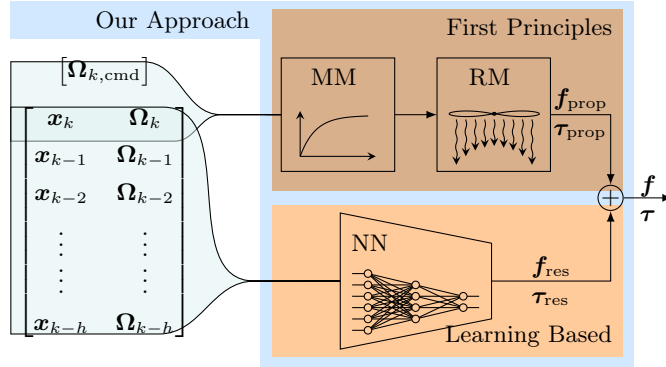 Our Approach
First Principles
[Ω_{k,cmd}]
MM
RM
f_prop
τ_prop
x_k Ω_k
x_{k−1} Ω_{k−1}
x_{k−2} Ω_{k−2}
⋮ ⋮
⋮ ⋮
x_{k−h} Ω_{k−h}
+
f
τ
NN
f_res
τ_res
Learning Based